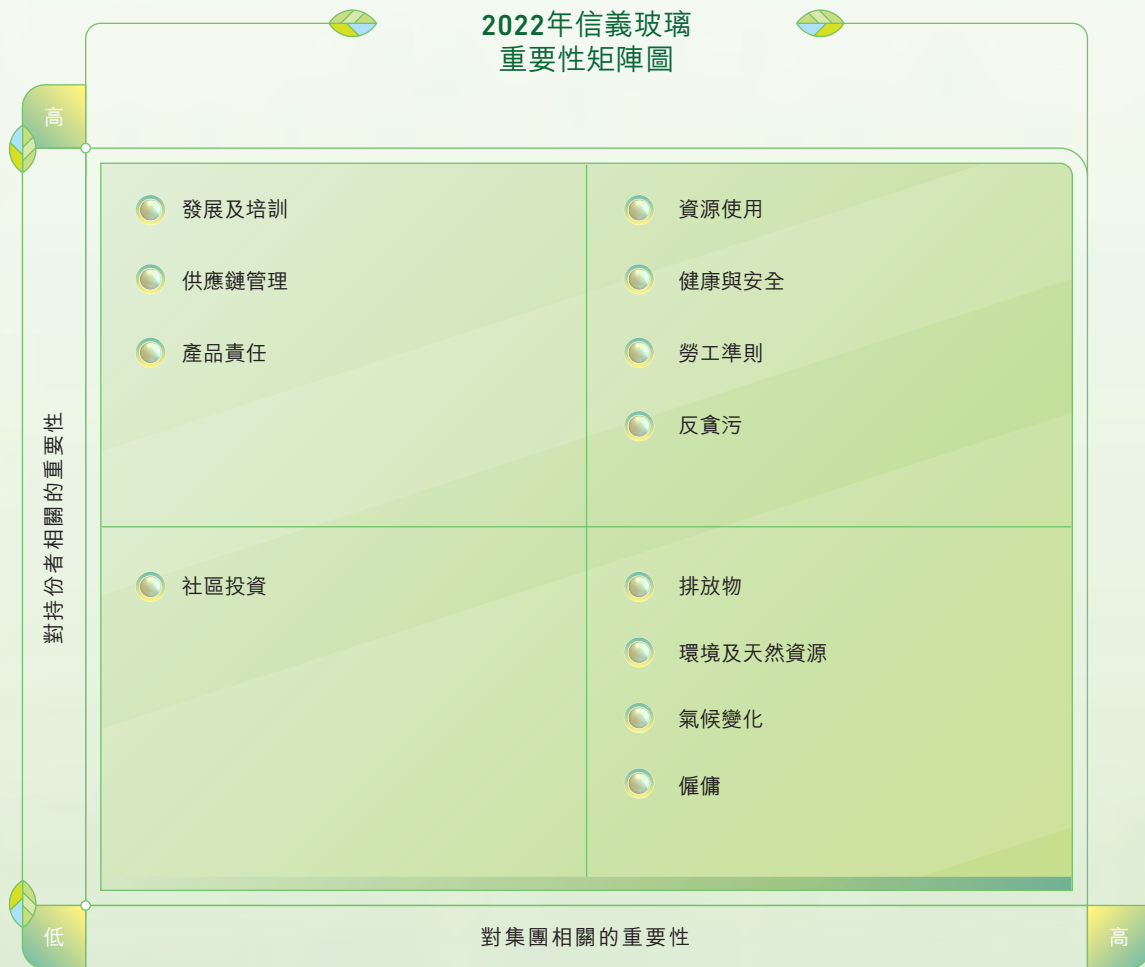 2022年信義玻璃
重要性矩陣圖
高
對持份者相關的重要性
發展及培訓
供應鏈管理
產品責任
資源使用
健康與安全
勞工準則
反貪污
社區投資
排放物
環境及天然資源
氣候變化
僱傭
低
對集團相關的重要性
高